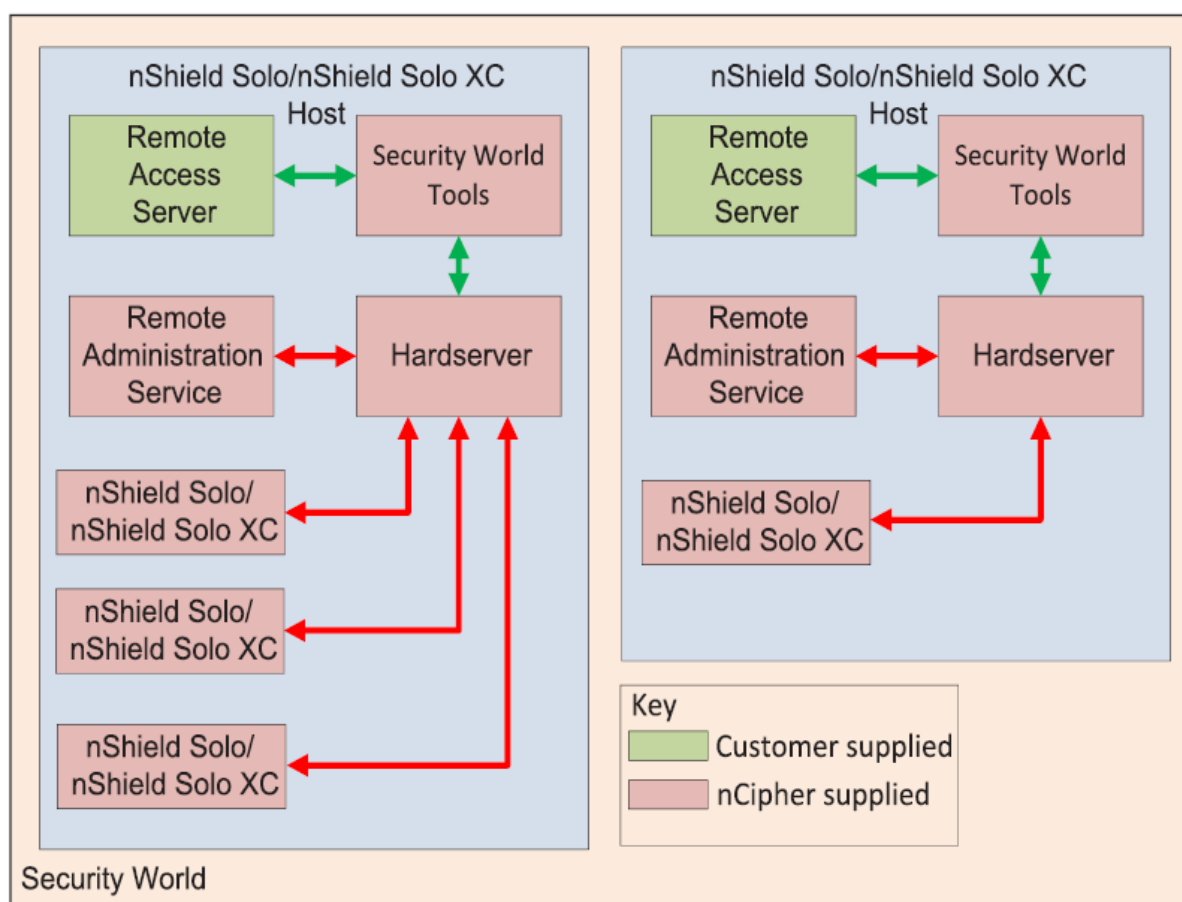 nShield Solo/nShield Solo XC
Host
Remote
Access
Server
Security World
Tools
Remote
Administration
Service
Hardserver
nShield Solo/
nShield Solo XC
nShield Solo/
nShield Solo XC
nShield Solo/
nShield Solo XC
nShield Solo/nShield Solo XC
Host
Remote
Access
Server
Security World
Tools
Remote
Administration
Service
Hardserver
nShield Solo/
nShield Solo XC
Key
Customer supplied
nCipher supplied
Security World